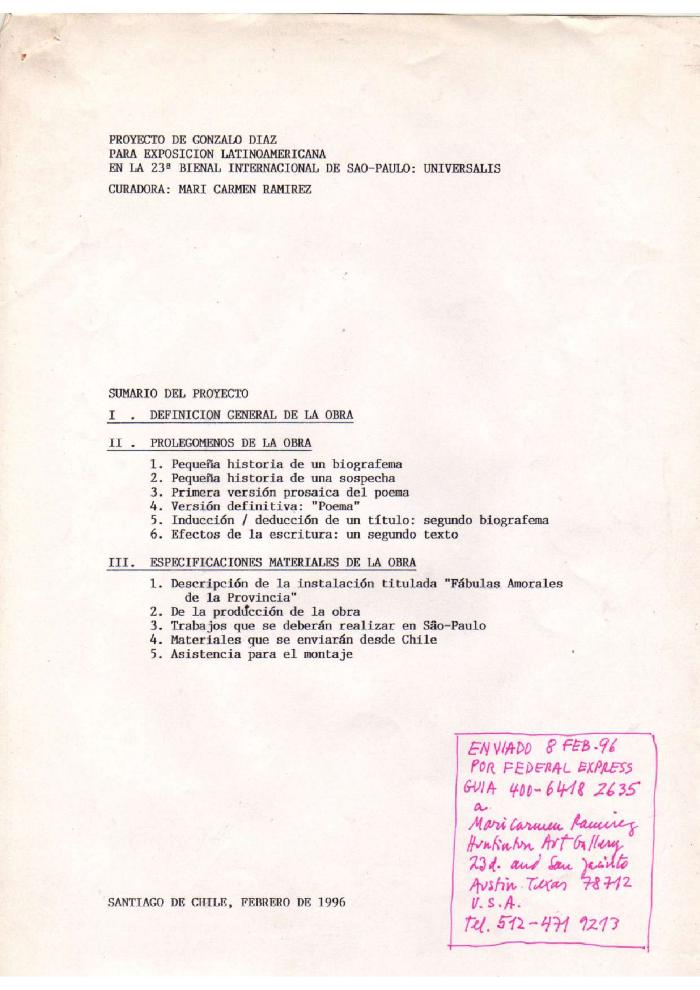 PROYECTO DE GONZALO DIAZ
PARA EXPOSICION LATINOAMERICANA
EN LA 23ª BIENAL INTERNACIONAL DE SAO-PAULO: UNIVERSALIS
CURADORA: MARI CARMEN RAMIREZ
SUMARIO DEL PROYECTO
I . DEFINICION GENERAL DE LA OBRA
II . PROLEGOMENOS DE LA OBRA
1. Pequeña historia de un biografema
2. Pequeña historia de una sospecha
3. Primera versión prosaica del poema
4. Versión definitiva: "Poema"
5. Inducción / deducción de un título: segundo biografema
6. Efectos de la escritura: un segundo texto
III. ESPECIFICACIONES MATERIALES DE LA OBRA
1. Descripción de la instalación titulada "Fábulas Amorales
de la Provincia"
2. De la producción de la obra
3. Trabajos que se deberán realizar en São-Paulo
4. Materiales que se enviarán desde Chile
5. Asistencia para el montaje
SANTIAGO DE CHILE, FEBRERO DE 1996
ENVIADO 8 FEB.96
POR FEDERAL EXPRESS
GUIA 400-6418 2635
a
Mari Carmen Ramirez
Huntinton Art Gallery
23d. and San Jacinto
Austin Texas 78712
U.S.A.
Tel. 512-471 9213